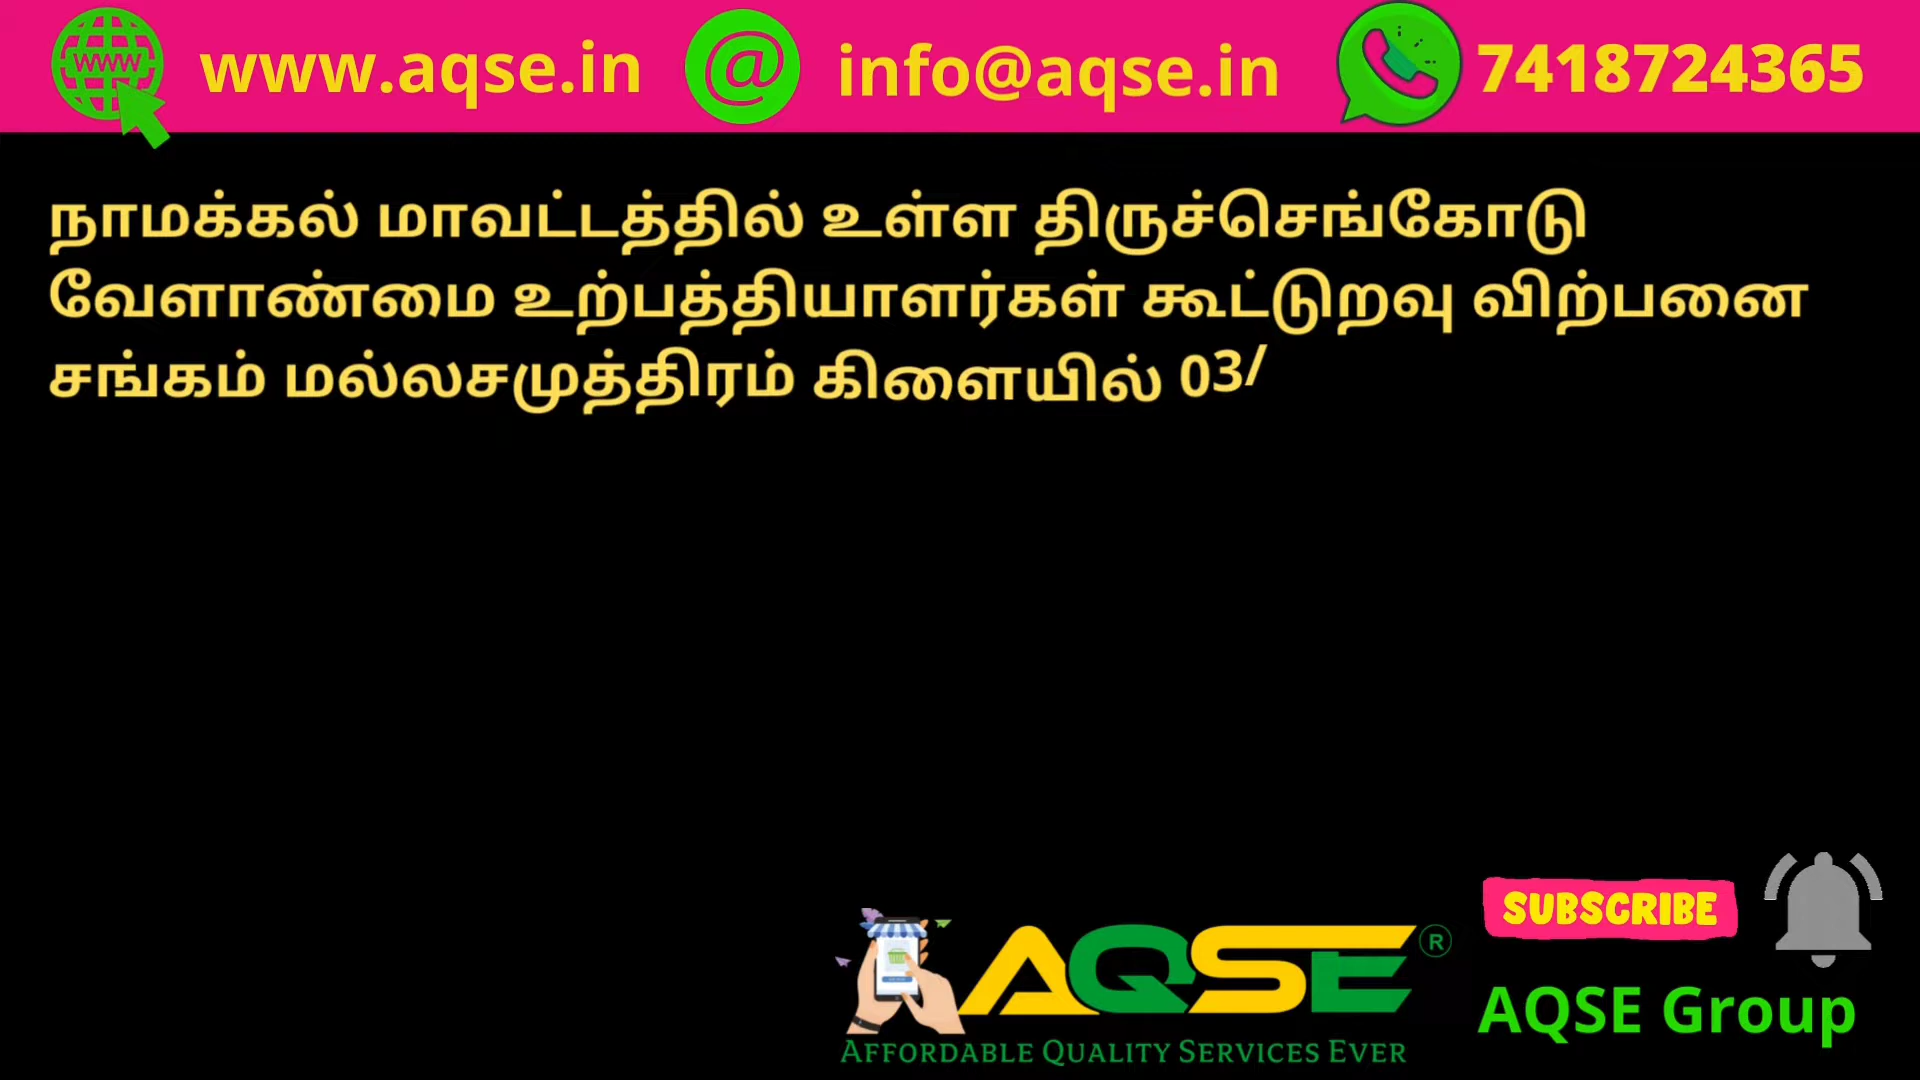 www
www.aqse.in
@
info@aqse.in
7418724365
நாமக்கல் மாவட்டத்தில் உள்ள திருச்செங்கோடு
வேளாண்மை உற்பத்தியாளர்கள் கூட்டுறவு விற்பனை
சங்கம் மல்லசமுத்திரம் கிளையில் 03/
SUBSCRIBE
AQSE®
AFFORDABLE QUALITY SERVICES EVER
AQSE Group